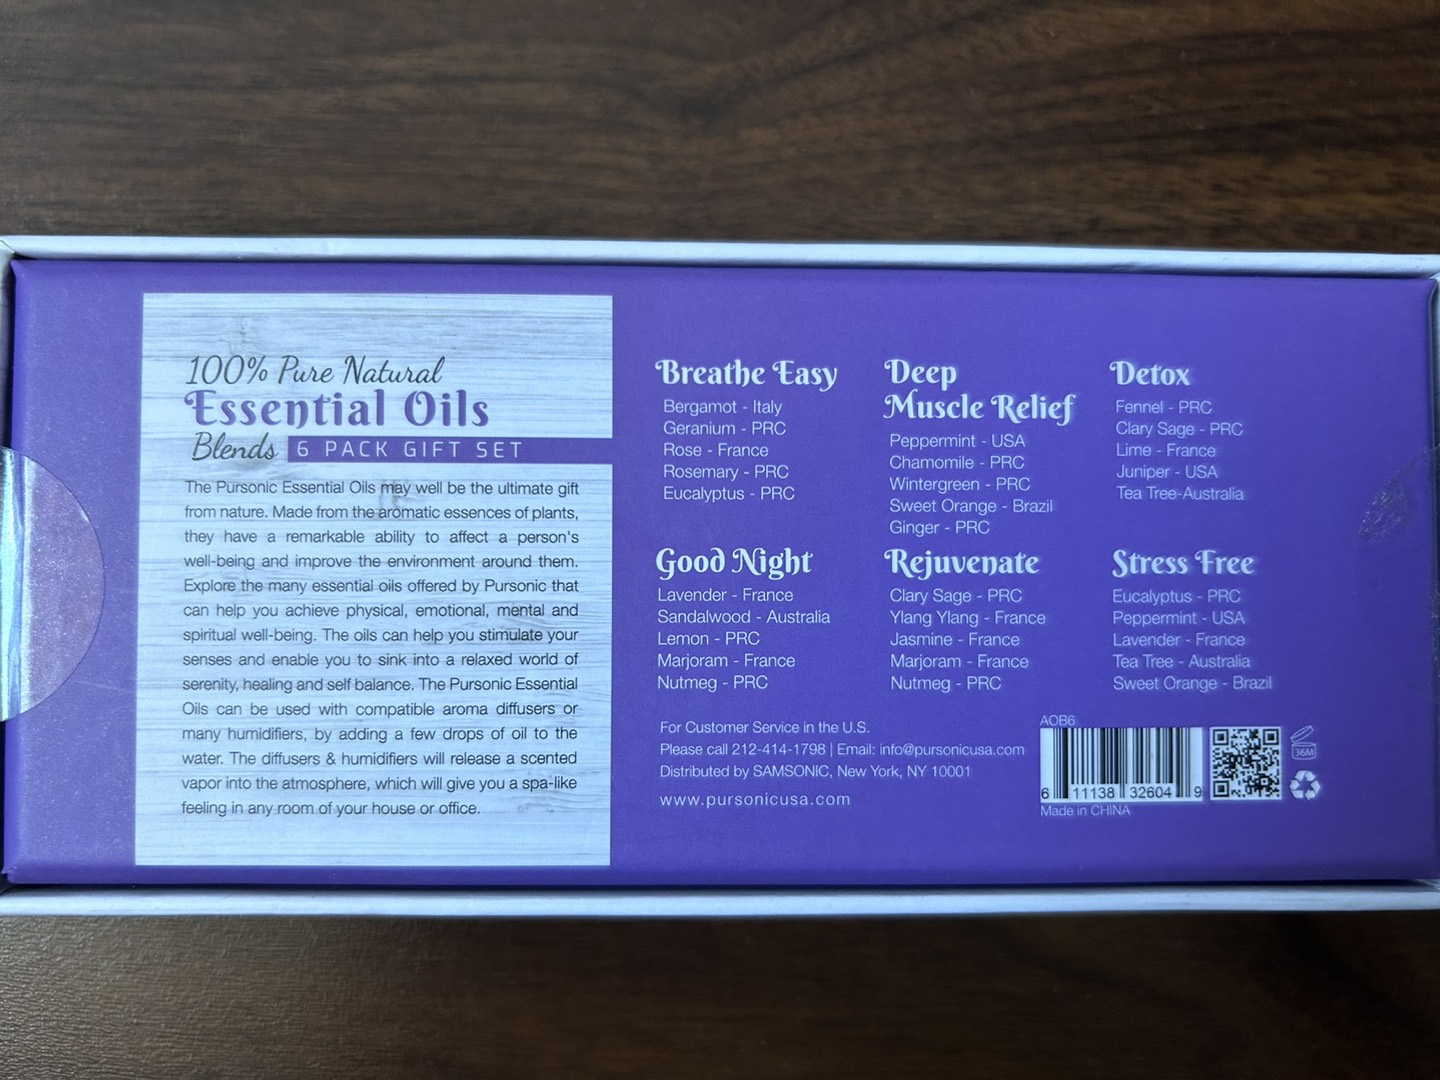 100% Pure Natural
Essential Oils
Blends 6 PACK GIFT SET
The Pursonic Essential Oils may well be the ultimate gift
from nature. Made from the aromatic essences of plants,
they have a remarkable ability to affect a person's
well-being and improve the environment around them.
Explore the many essential oils offered by Pursonic that
can help you achieve physical, emotional, mental and
spiritual well-being. The oils can help you stimulate your
senses and enable you to sink into a relaxed world of
serenity, healing and self balance. The Pursonic Essential
Oils can be used with compatible aroma diffusers or
many humidifiers, by adding a few drops of oil to the
water. The diffusers & humidifiers will release a scented
vapor into the atmosphere, which will give you a spa-like
feeling in any room of your house or office.
Breathe Easy
Bergamot - Italy
Geranium - PRC
Rose - France
Rosemary - PRC
Eucalyptus - PRC
Deep
Muscle Relief
Peppermint - USA
Chamomile - PRC
Wintergreen - PRC
Sweet Orange - Brazil
Ginger - PRC
Detox
Fennel - PRC
Clary Sage - PRC
Lime - France
Juniper - USA
Tea Tree-Australia
Good Night
Lavender - France
Sandalwood - Australia
Lemon - PRC
Marjoram - France
Nutmeg - PRC
Rejuvenate
Clary Sage - PRC
Ylang Ylang - France
Jasmine - France
Marjoram - France
Nutmeg - PRC
Stress Free
Eucalyptus - PRC
Peppermint - USA
Lavender - France
Tea Tree - Australia
Sweet Orange - Brazil
For Customer Service in the U.S.
Please call 212-414-1798 | Email: info@pursonicusa.com
Distributed by SAMSONIC, New York, NY 10001
www.pursonicusa.com
AOB6
6 11138 32604 9
Made in CHINA
36M